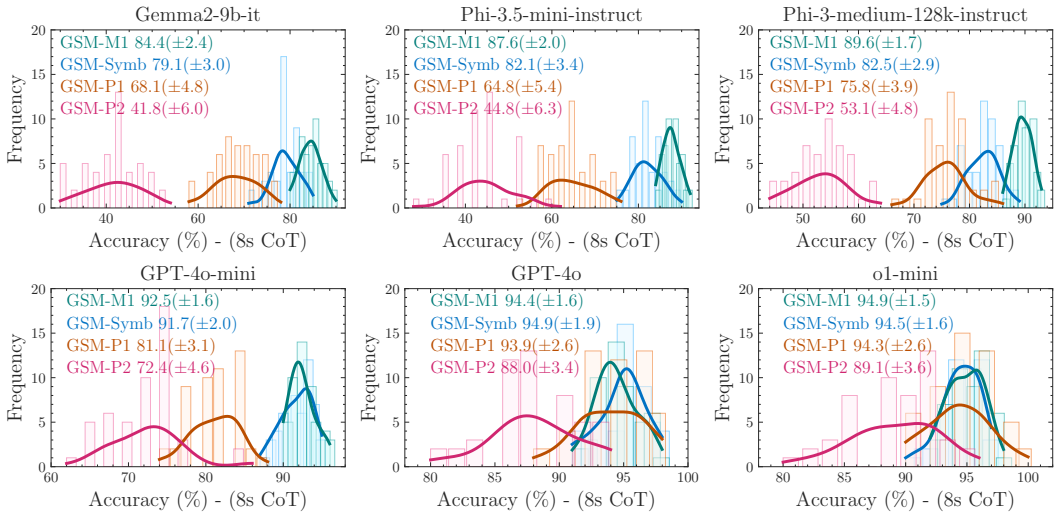 Gemma2-9b-it
20
15
10
5
0
Frequency
GSM-M1 84.4(±2.4)
GSM-Symb 79.1(±3.0)
GSM-P1 68.1(±4.8)
GSM-P2 41.8(±6.0)
40 60 80
Accuracy (%) - (8s CoT)
Phi-3.5-mini-instruct
20
15
10
5
0
Frequency
GSM-M1 87.6(±2.0)
GSM-Symb 82.1(±3.4)
GSM-P1 64.8(±5.4)
GSM-P2 44.8(±6.3)
40 60 80
Accuracy (%) - (8s CoT)
Phi-3-medium-128k-instruct
20
15
10
5
0
Frequency
GSM-M1 89.6(±1.7)
GSM-Symb 82.5(±2.9)
GSM-P1 75.8(±3.9)
GSM-P2 53.1(±4.8)
50 60 70 80 90
Accuracy (%) - (8s CoT)
GPT-4o-mini
20
15
10
5
0
Frequency
GSM-M1 92.5(±1.6)
GSM-Symb 91.7(±2.0)
GSM-P1 81.1(±3.1)
GSM-P2 72.4(±4.6)
60 70 80 90
Accuracy (%) - (8s CoT)
GPT-4o
20
15
10
5
0
Frequency
GSM-M1 94.4(±1.6)
GSM-Symb 94.9(±1.9)
GSM-P1 93.9(±2.6)
GSM-P2 88.0(±3.4)
80 85 90 95 100
Accuracy (%) - (8s CoT)
o1-mini
20
15
10
5
0
Frequency
GSM-M1 94.9(±1.5)
GSM-Symb 94.5(±1.6)
GSM-P1 94.3(±2.6)
GSM-P2 89.1(±3.6)
80 85 90 95 100
Accuracy (%) - (8s CoT)